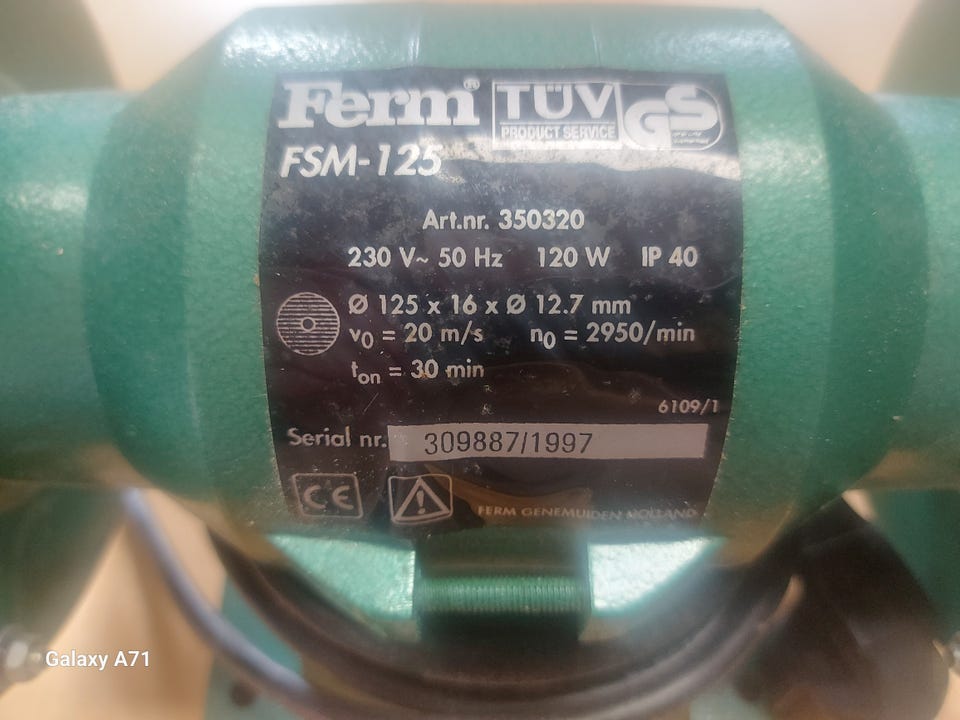 Ferm®
TÜV
PRODUCT SERVICE
GS
FSM-125
Art.nr. 350320
230 V~ 50 Hz 120 W IP 40
Ø 125 x 16 x Ø 12.7 mm
v0 = 20 m/s n0 = 2950/min
ton = 30 min
6109/1
Serial nr. 309887/1997
CE
FERM GENEMUIDEN HOLLAND
Galaxy A71